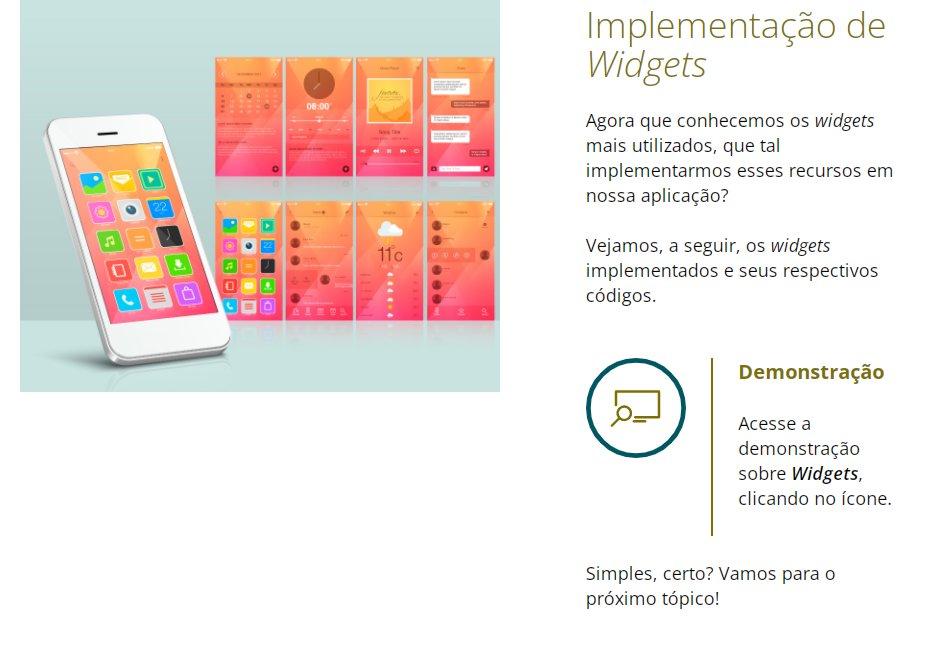 Implementação de
Widgets
Agora que conhecemos os widgets
mais utilizados, que tal
implementarmos esses recursos em
nossa aplicação?
Vejamos, a seguir, os widgets
implementados e seus respectivos
códigos.
Demonstração
Acesse a
demonstração
sobre Widgets,
clicando no ícone.
Simples, certo? Vamos para o
próximo tópico!
08:00
22
22
11c